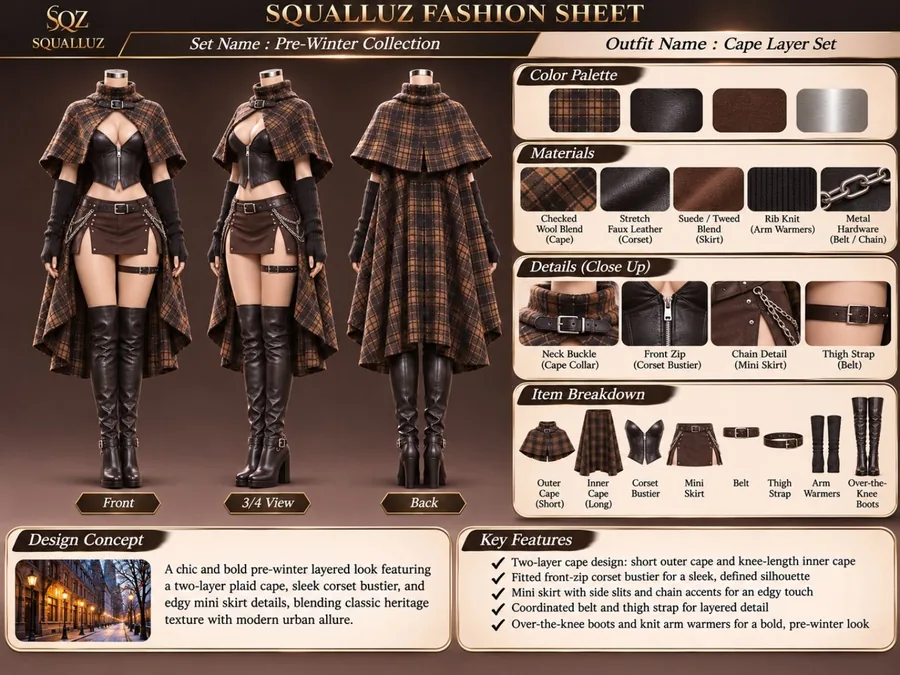 SQZ
SQUALLUZ
SQUALLUZ FASHION SHEET
Set Name : Pre-Winter Collection
Outfit Name : Cape Layer Set
Front
3/4 View
Back
Color Palette
Materials
Checked
Wool Blend
(Cape)
Stretch
Faux Leather
(Corset)
Suede / Tweed
Blend
(Skirt)
Rib Knit
(Arm Warmers)
Metal
Hardware
(Belt / Chain)
Details (Close Up)
Neck Buckle
(Cape Collar)
Front Zip
(Corset Bustier)
Chain Detail
(Mini Skirt)
Thigh Strap
(Belt)
Item Breakdown
Outer
Cape
(Short)
Inner
Cape
(Long)
Corset
Bustier
Mini
Skirt
Belt
Thigh
Strap
Arm
Warmers
Over-the-
Knee
Boots
Design Concept
A chic and bold pre-winter layered look featuring
a two-layer plaid cape, sleek corset bustier, and
edgy mini skirt details, blending classic heritage
texture with modern urban allure.
Key Features
✓ Two-layer cape design: short outer cape and knee-length inner cape
✓ Fitted front-zip corset bustier for a sleek, defined silhouette
✓ Mini skirt with side slits and chain accents for an edgy touch
✓ Coordinated belt and thigh strap for layered detail
✓ Over-the-knee boots and knit arm warmers for a bold, pre-winter look